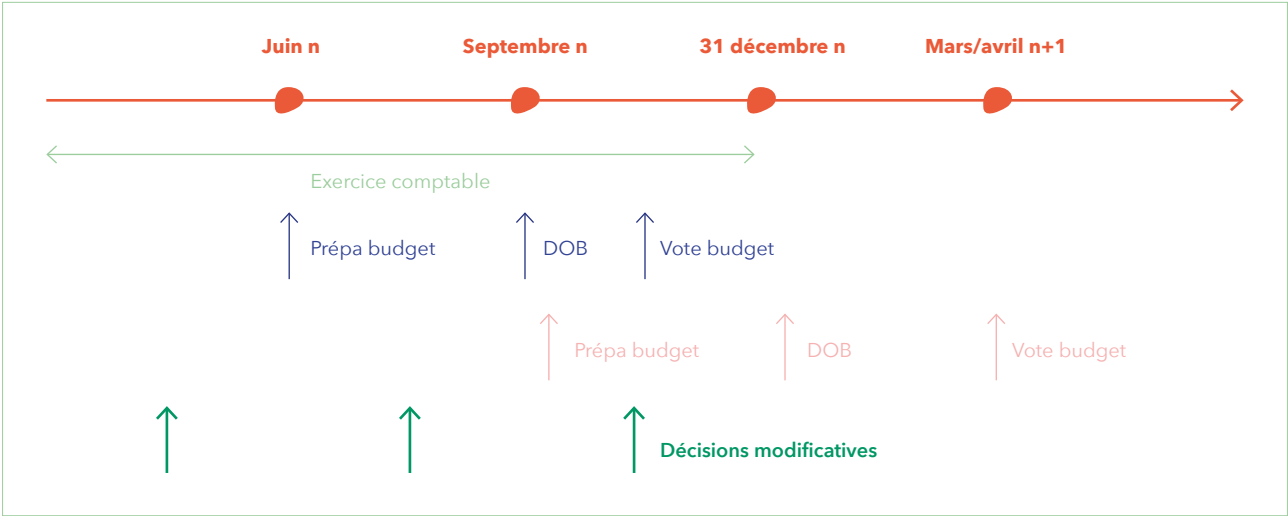 Juin n
Septembre n
31 décembre n
Mars/avril n+1
Exercice comptable
Prépa budget
DOB
Vote budget
Prépa budget
DOB
Vote budget
Décisions modificatives